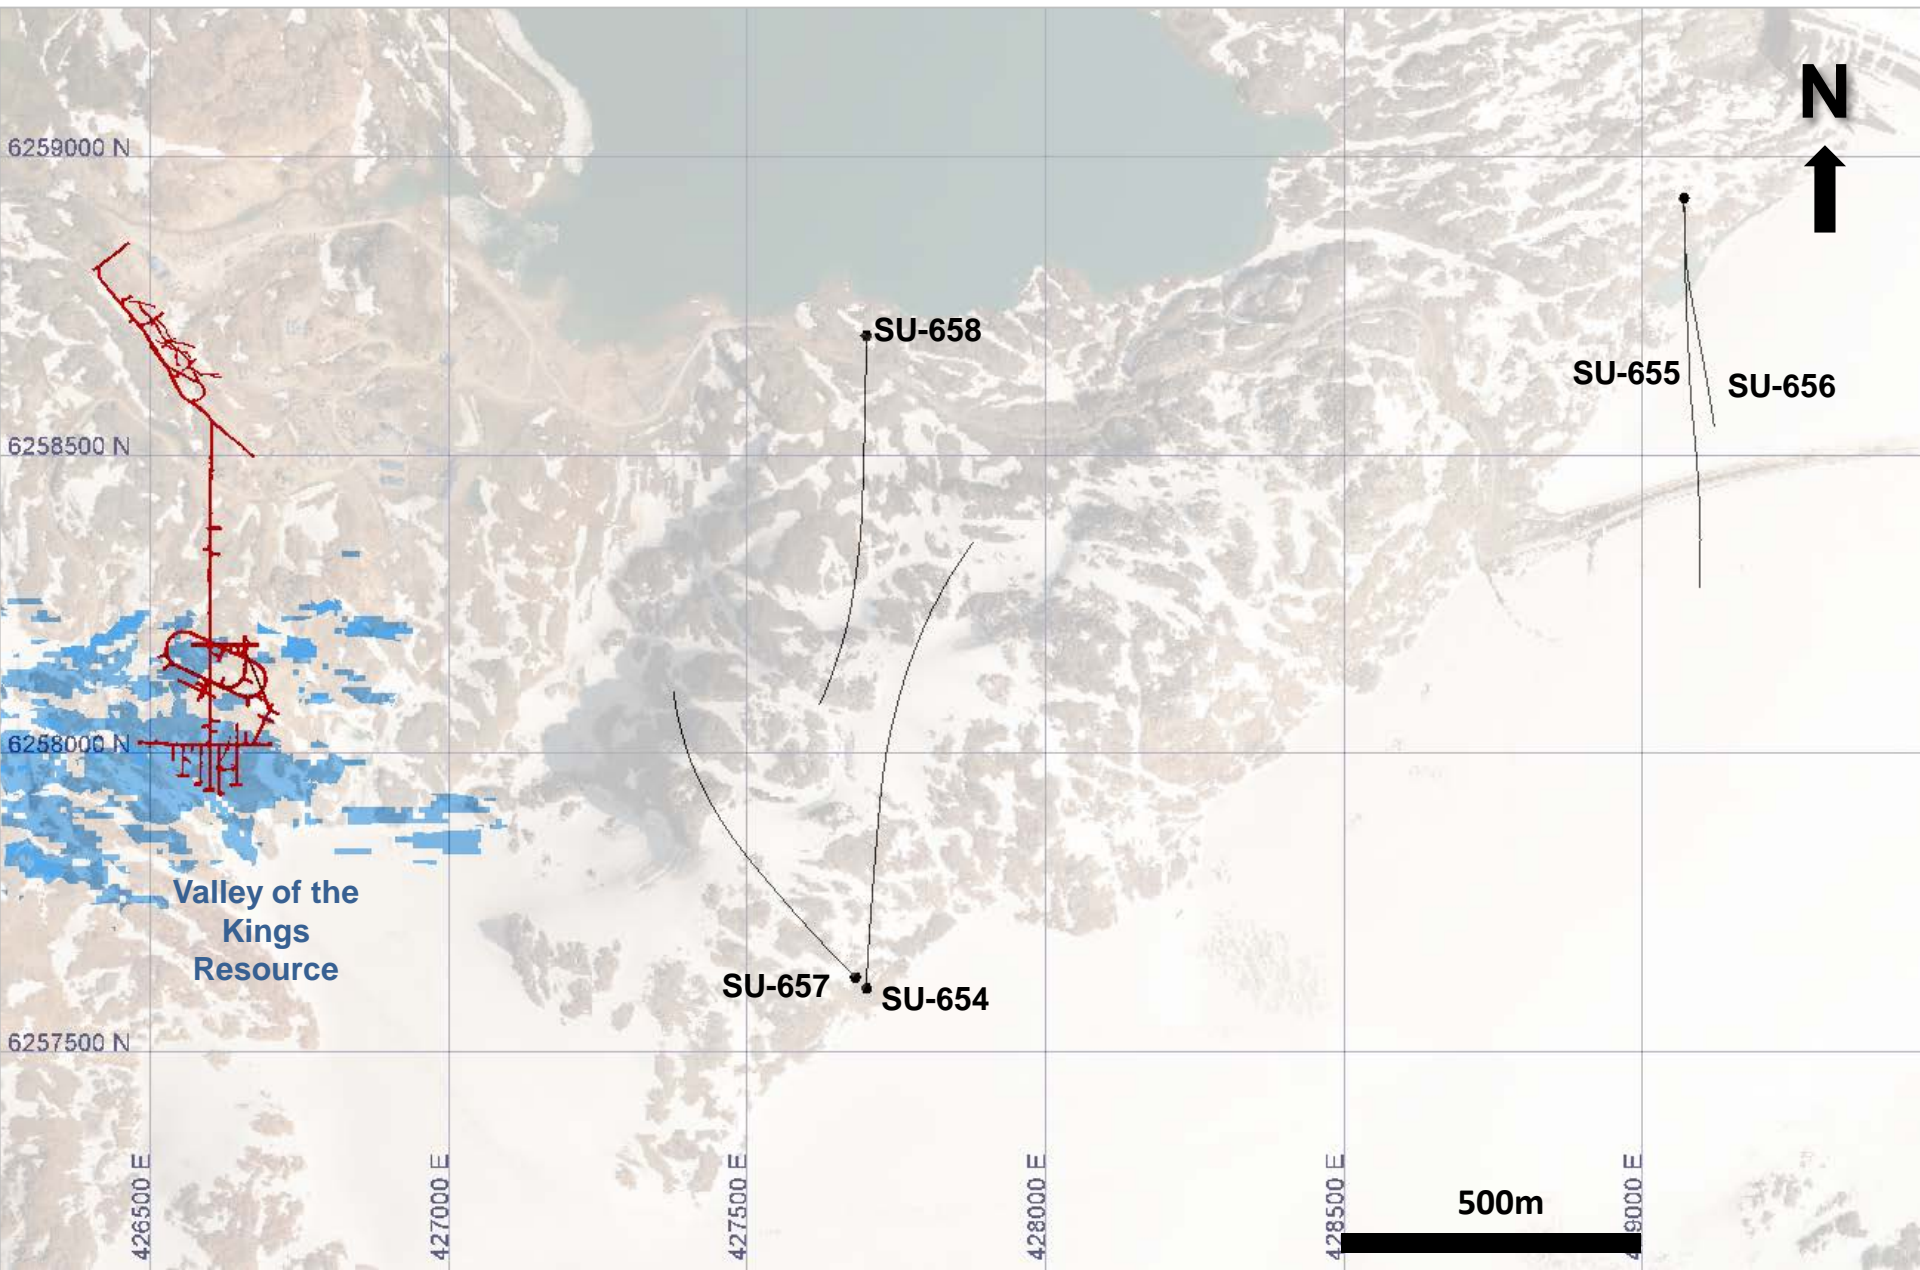 N
6259000 N
SU-658
SU-655
SU-656
6258500 N
6258000 N
Valley of the
Kings
Resource
SU-657
SU-654
6257500 N
426500 E
427000 E
427500 E
428000 E
428500 E
429000 E
500m